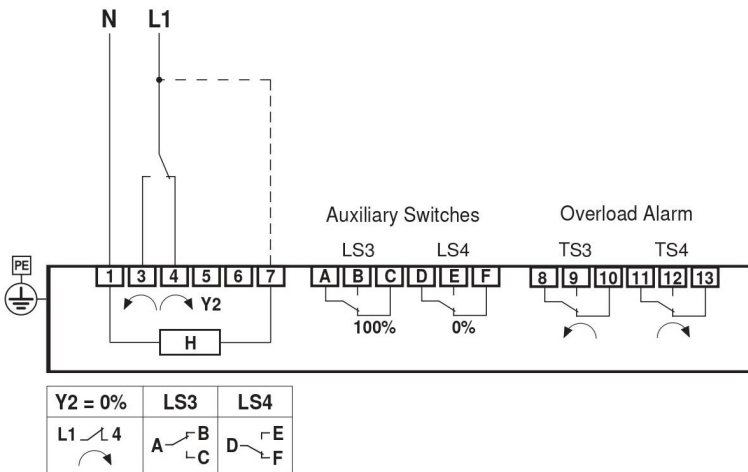 N L1
Auxiliary Switches
Overload Alarm
LS3 LS4
TS3 TS4
PE
1 3 4 5 6 7
A B C D E F
8 9 10 11 12 13
Y2
100%
0%
H
Y2 = 0% LS3 LS4
L1 4
A B C
D E F